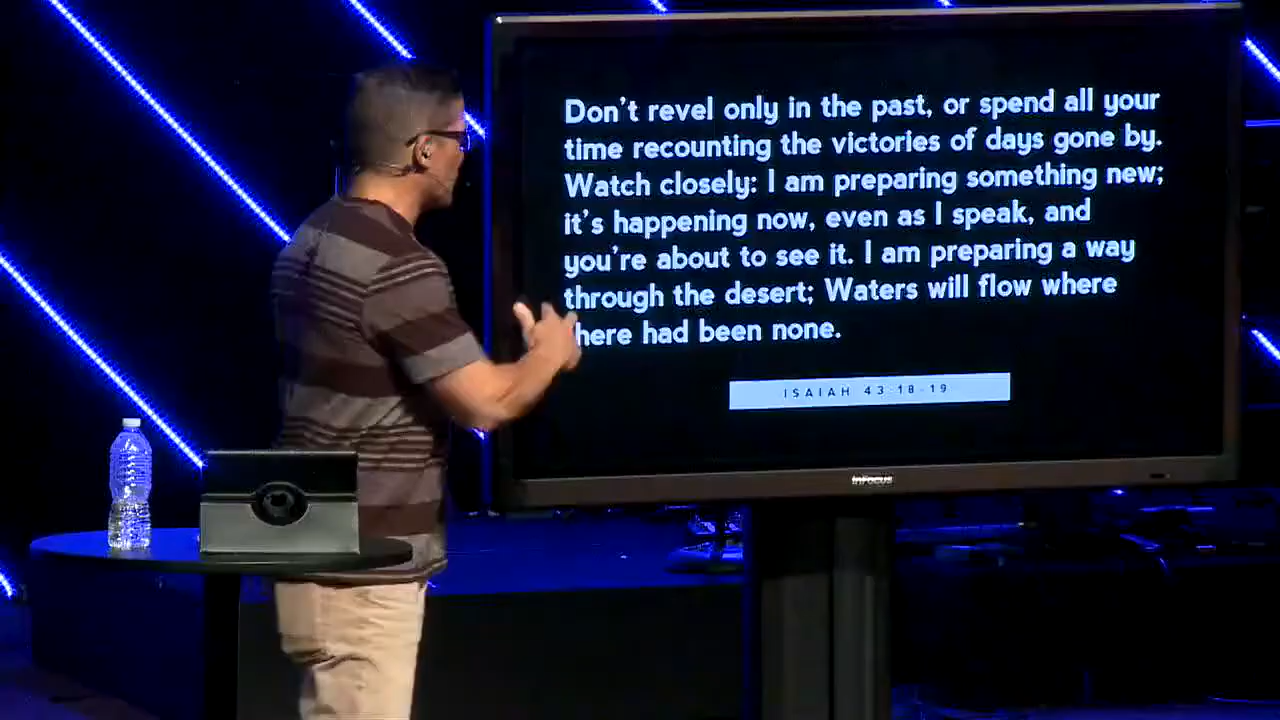 Don't revel only in the past, or spend all your
time recounting the victories of days gone by.
Watch closely: I am preparing something new;
it's happening now, even as I speak, and
you're about to see it. I am preparing a way
through the desert; Waters will flow where
here had been none.
ISAIAH 43:18-19
InFocus